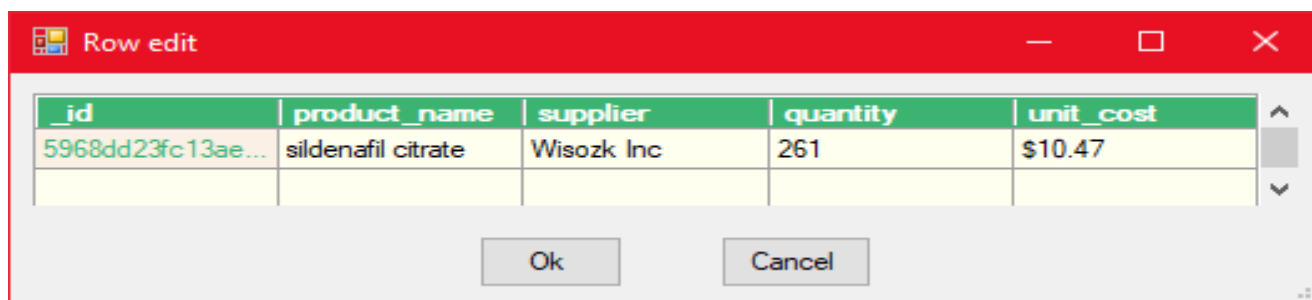 Row edit
_id product_name supplier quantity unit_cost
5968dd23fc13ae... sildenafil citrate Wisozk Inc 261 $10.47
Ok Cancel